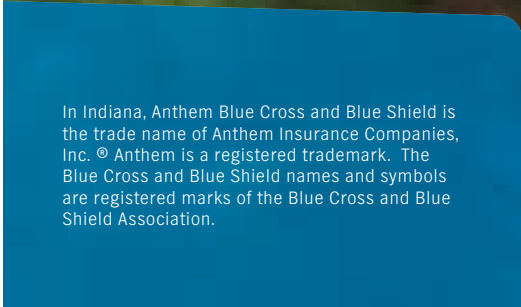 In Indiana, Anthem Blue Cross and Blue Shield is
the trade name of Anthem Insurance Companies,
Inc. ® Anthem is a registered trademark.  The
Blue Cross and Blue Shield names and symbols
are registered marks of the Blue Cross and Blue
Shield Association.